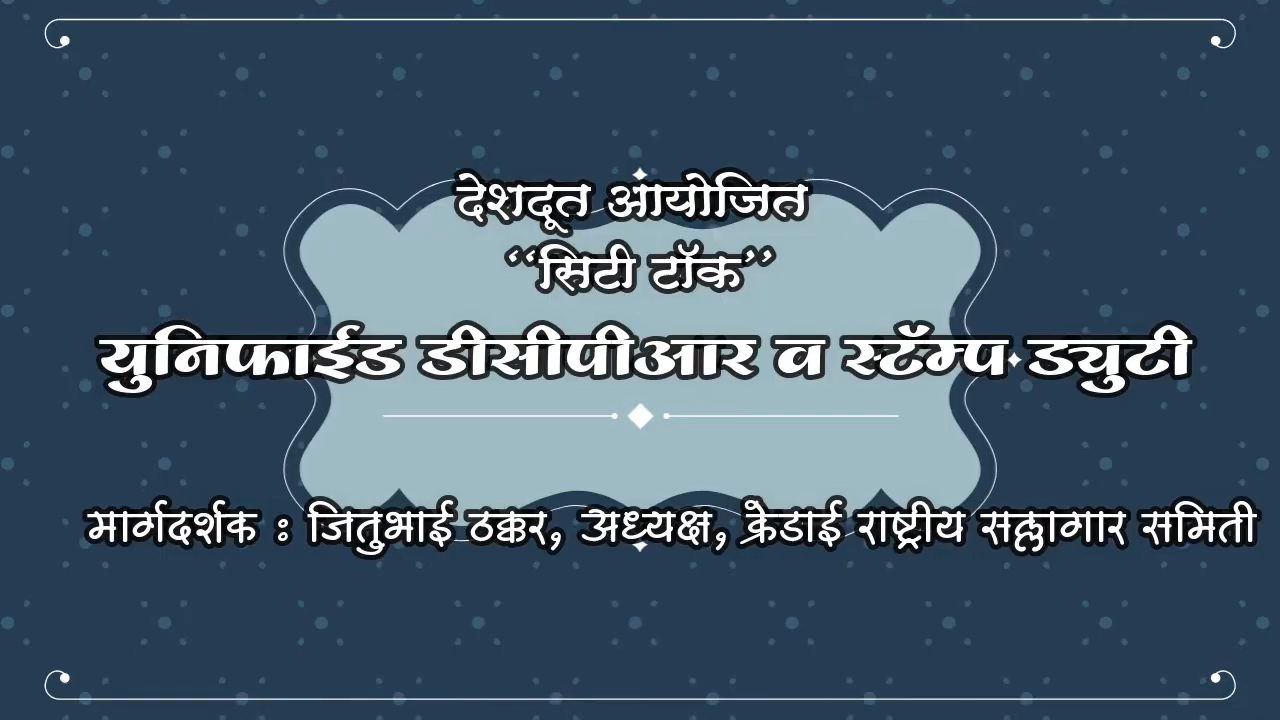 देशदूत आयोजित
‘‘सिटी टॉक’’
युनिफाईड डीसीपीआर व स्टॅम्प ड्युटी
मार्गदर्शक : जितुभाई ठक्कर, अध्यक्ष, क्रेडाई राष्ट्रीय सल्लागार समिती